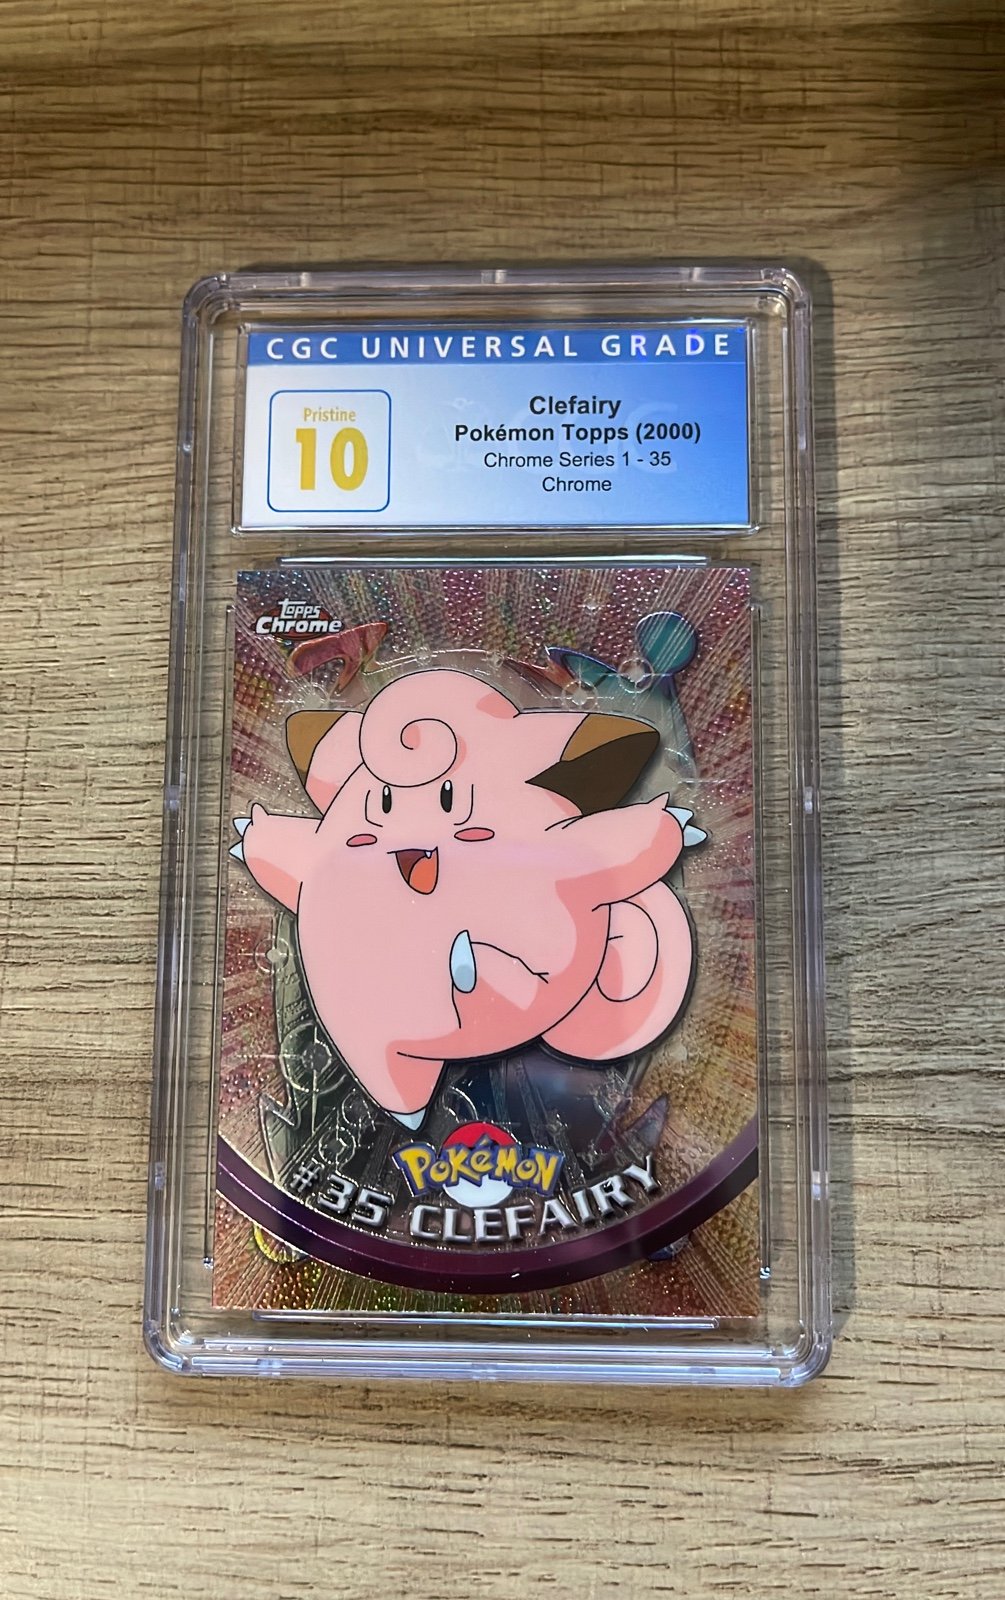 CGC UNIVERSAL GRADE
Pristine
10
Clefairy
Pokémon Topps (2000)
Chrome Series 1 - 35
Chrome
topps
Chrome
POKéMON
#35 CLEFAIRY